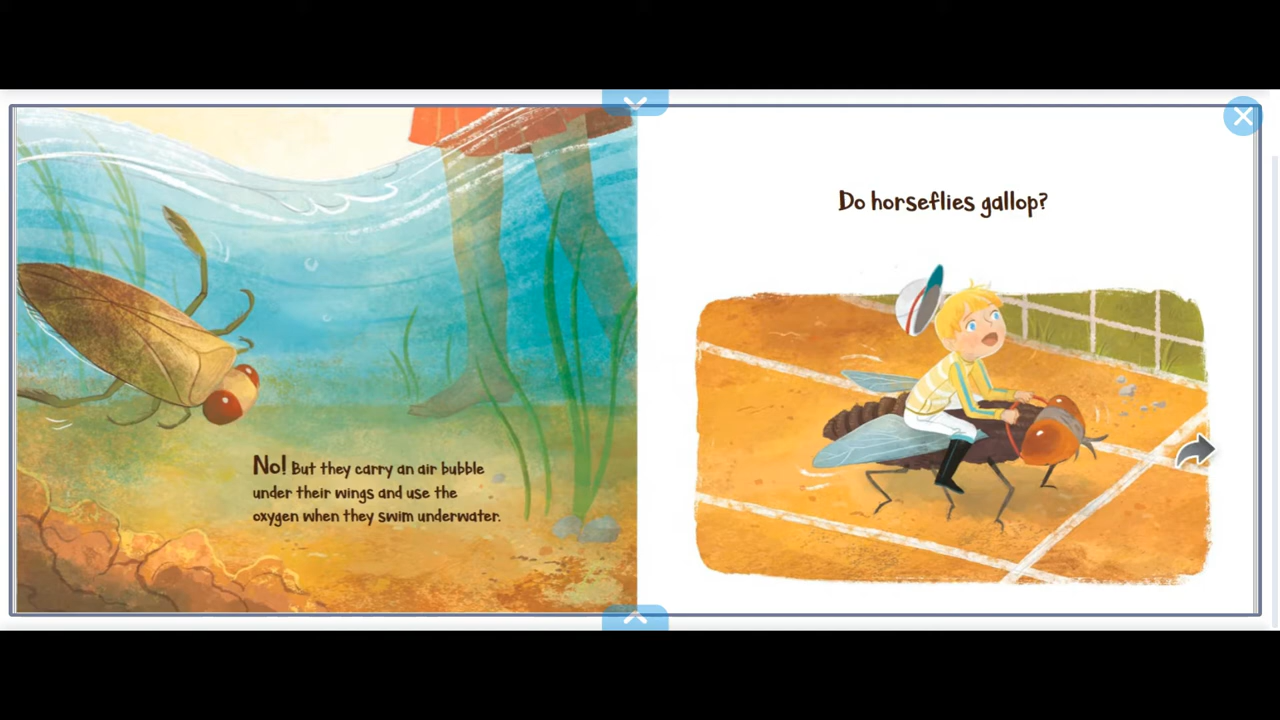 No! But they carry an air bubble
under their wings and use the
oxygen when they swim underwater.
Do horseflies gallop?